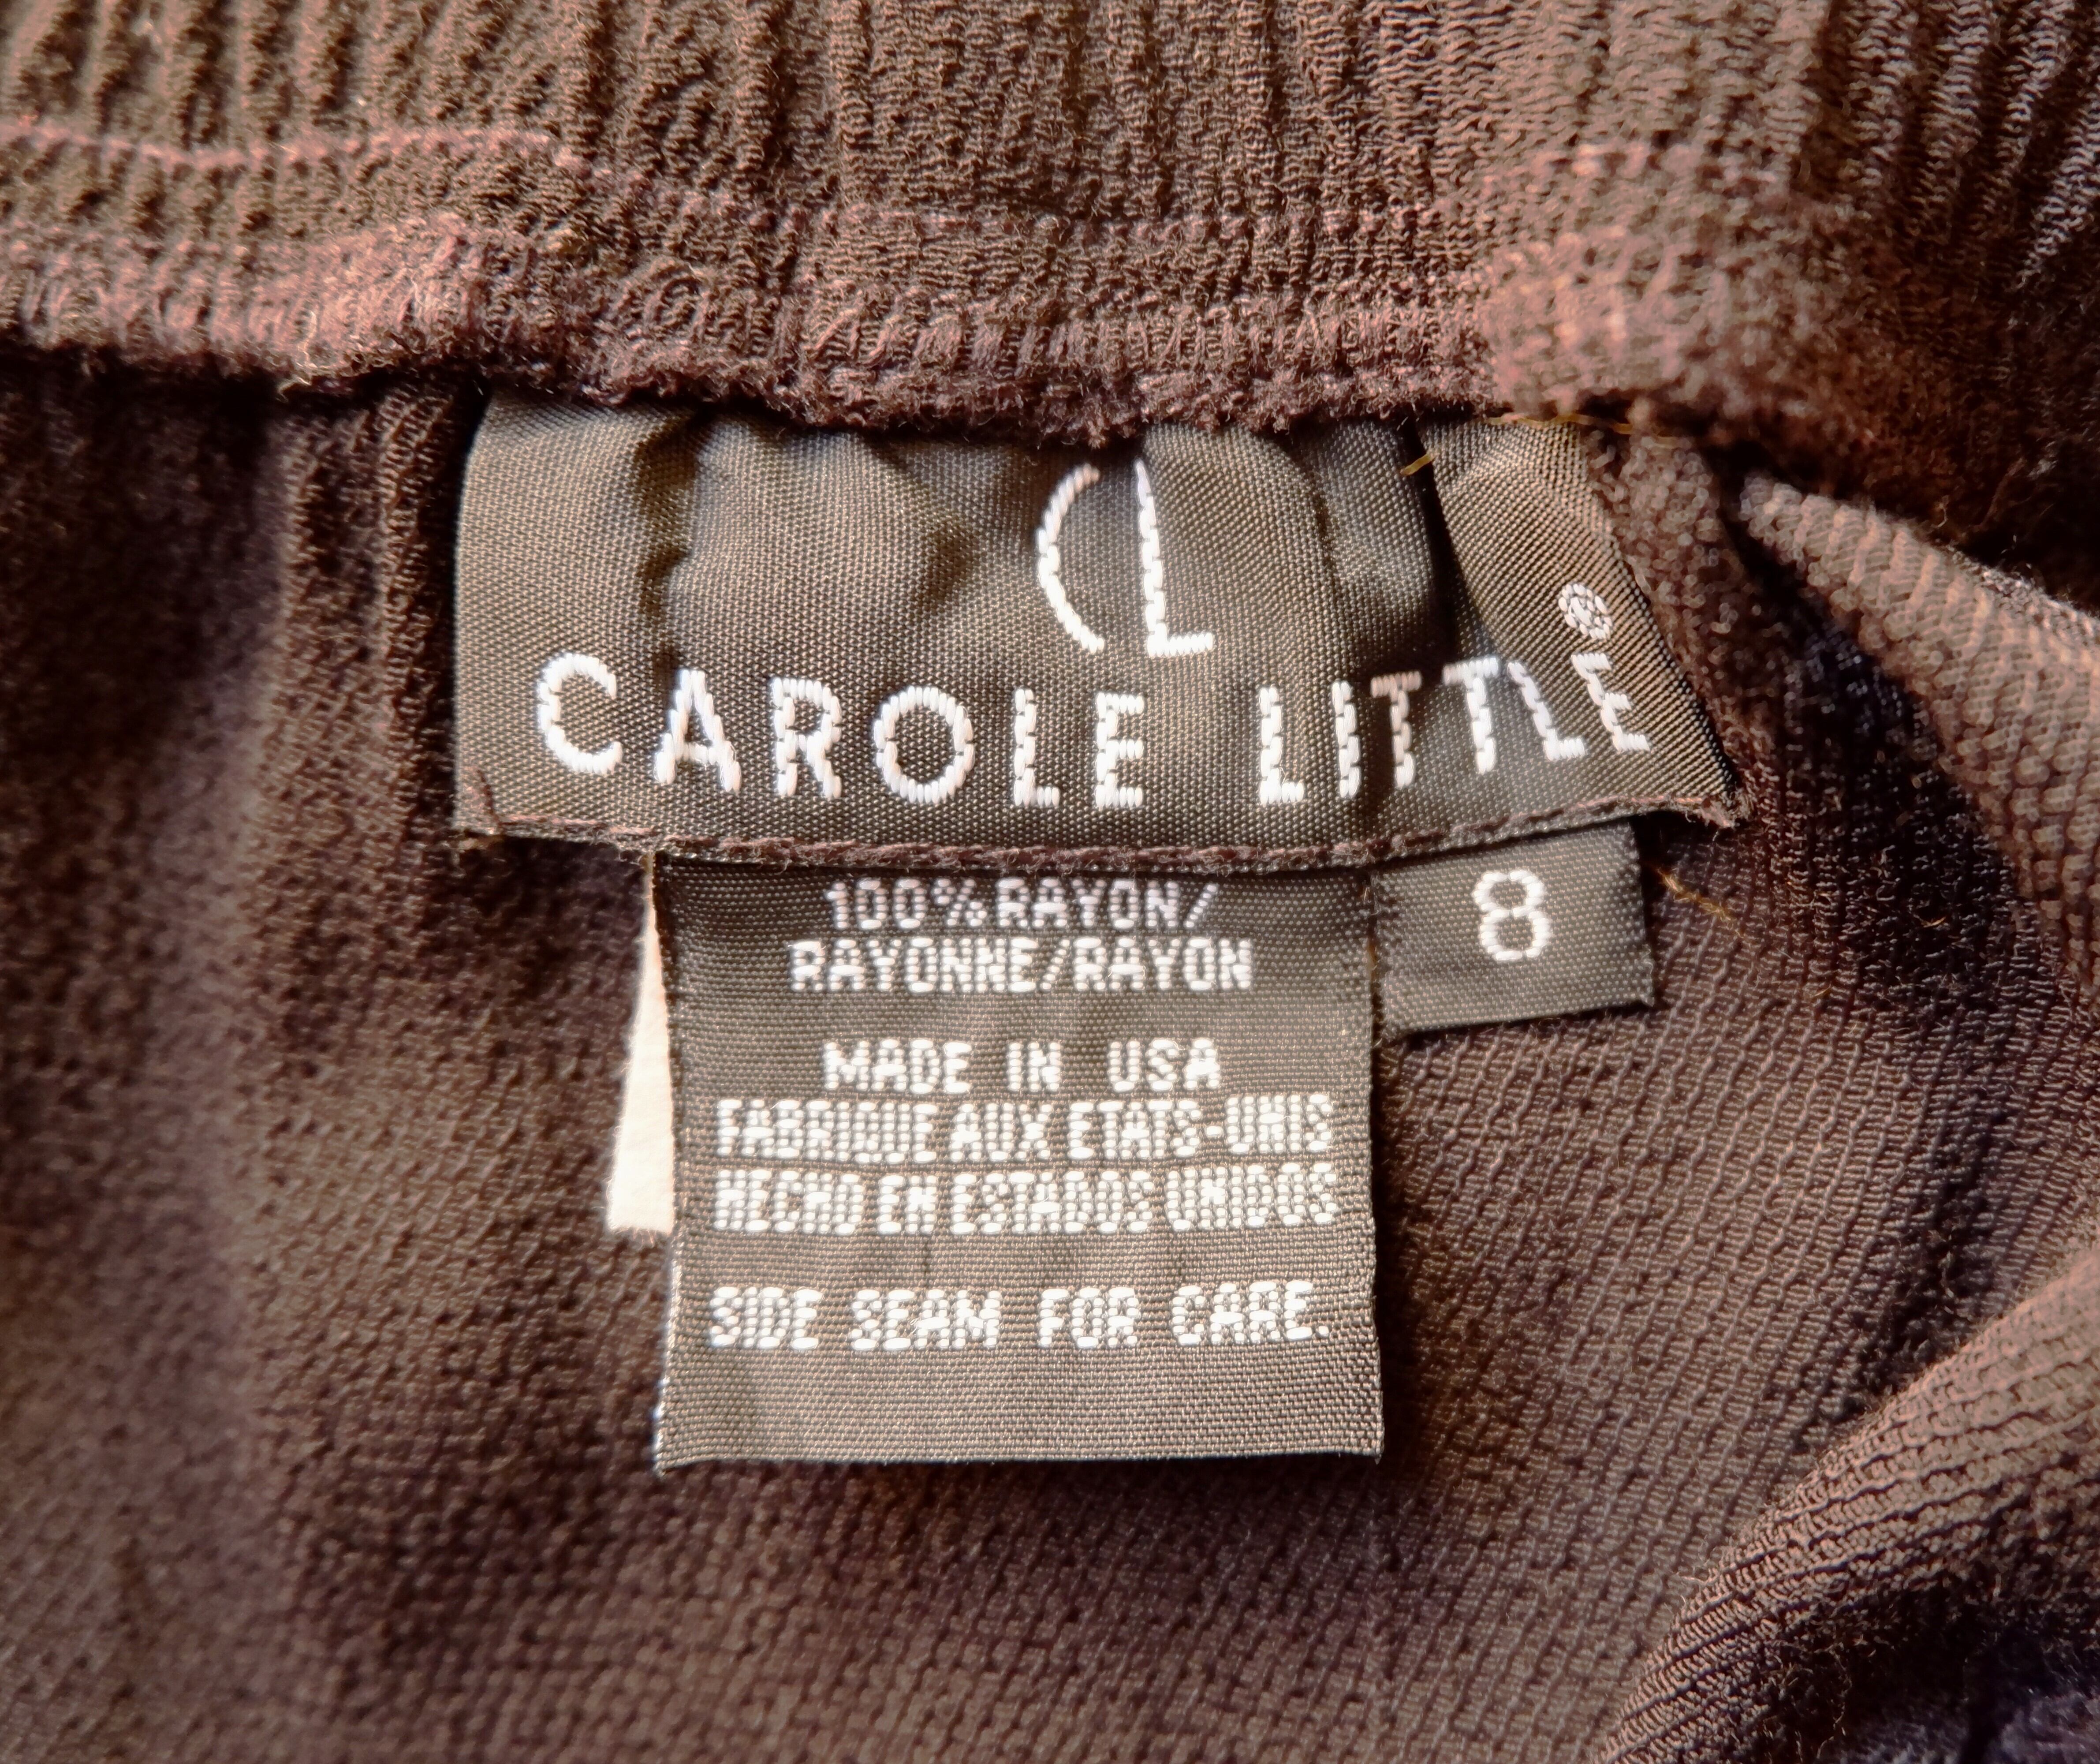 CL
CAROLE LITTLE®
8
100% RAYON/
RAYONNE/RAYON
MADE IN USA
FABRIQUE AUX ETATS-UNIS
HECHO EN ESTADOS UNIDOS
SIDE SEAM FOR CARE.